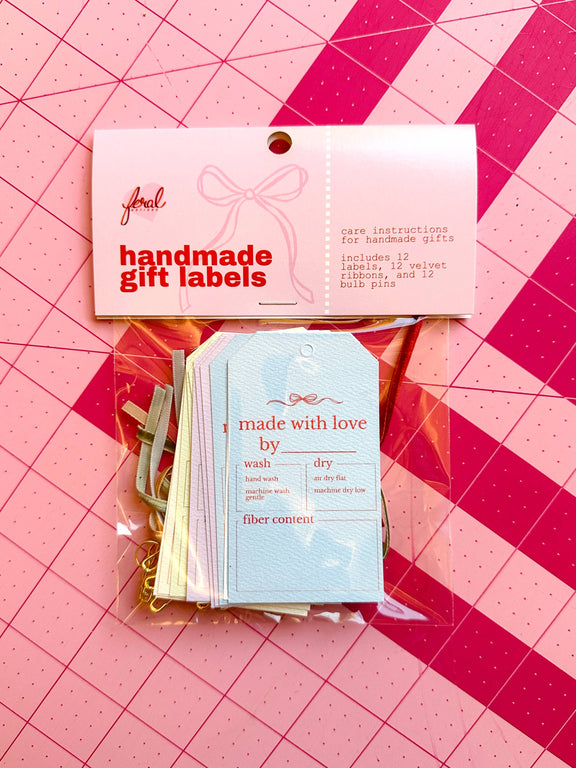 feral
handmade
gift labels
care instructions
for handmade gifts
includes 12
labels, 12 velvet
ribbons, and 12
bulb pins
made with love
by
wash
hand wash
machine wash
gentle
dry
air dry flat
machine dry low
fiber content